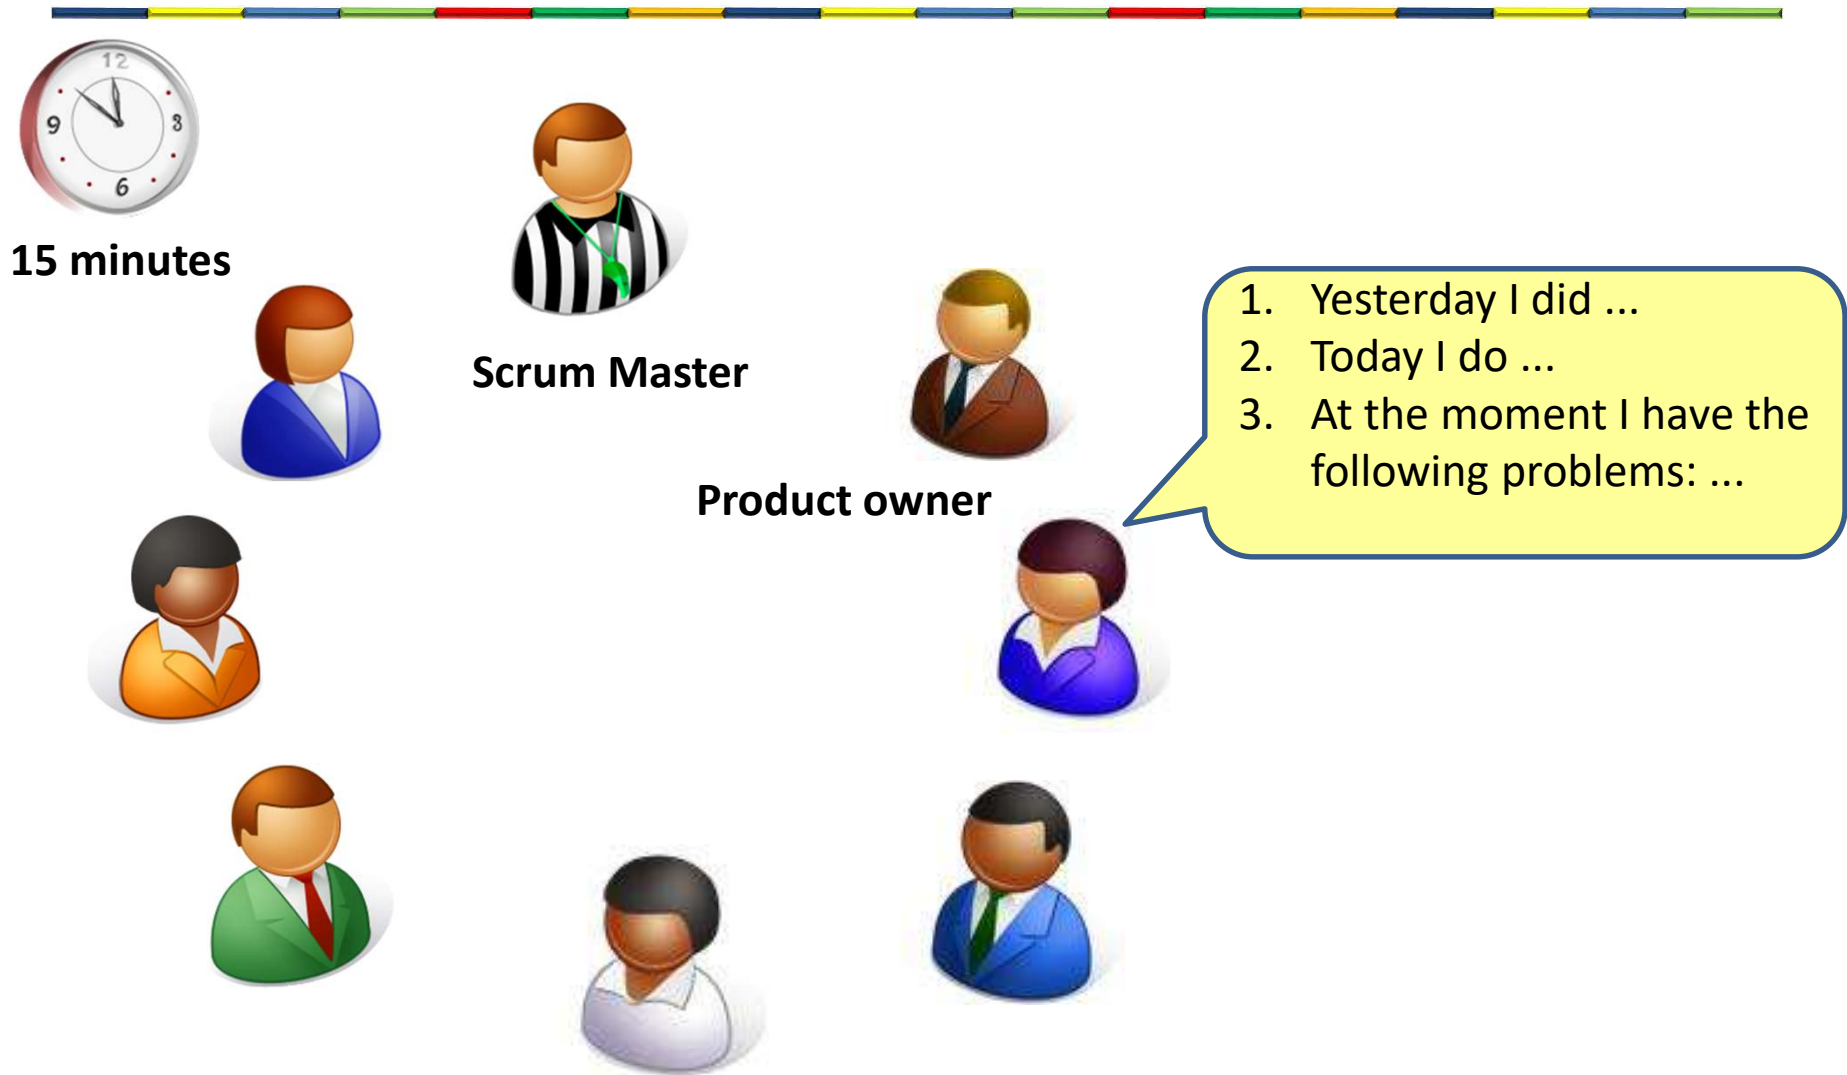 12
9
3
6
15 minutes
Scrum Master
Product owner
1. Yesterday I did ...
2. Today I do ...
3. At the moment I have the
following problems: ...